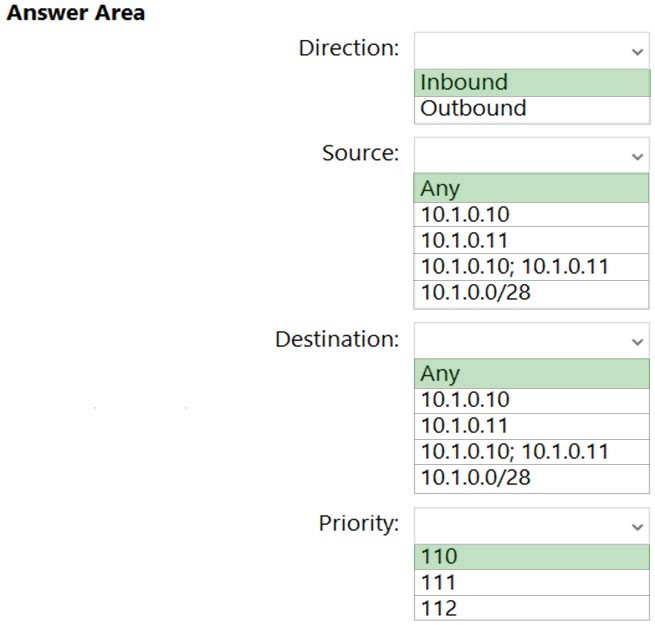 Answer Area
Direction:
Inbound
Outbound
Source:
Any
10.1.0.10
10.1.0.11
10.1.0.10; 10.1.0.11
10.1.0.0/28
Destination:
Any
10.1.0.10
10.1.0.11
10.1.0.10; 10.1.0.11
10.1.0.0/28
Priority:
110
111
112